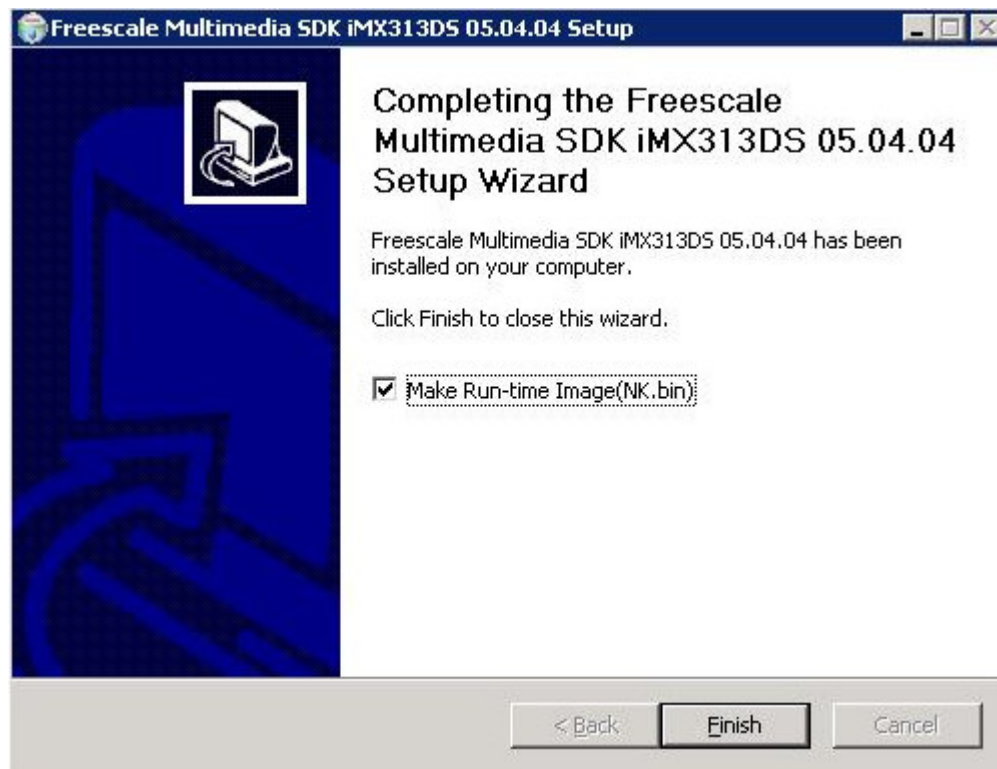 Freescale Multimedia SDK iMX313DS 05.04.04 Setup
Completing the Freescale
Multimedia SDK iMX313DS 05.04.04
Setup Wizard
Freescale Multimedia SDK iMX313DS 05.04.04 has been
installed on your computer.
Click Finish to close this wizard.
Make Run-time Image(NK.bin)
< Back
Finish
Cancel